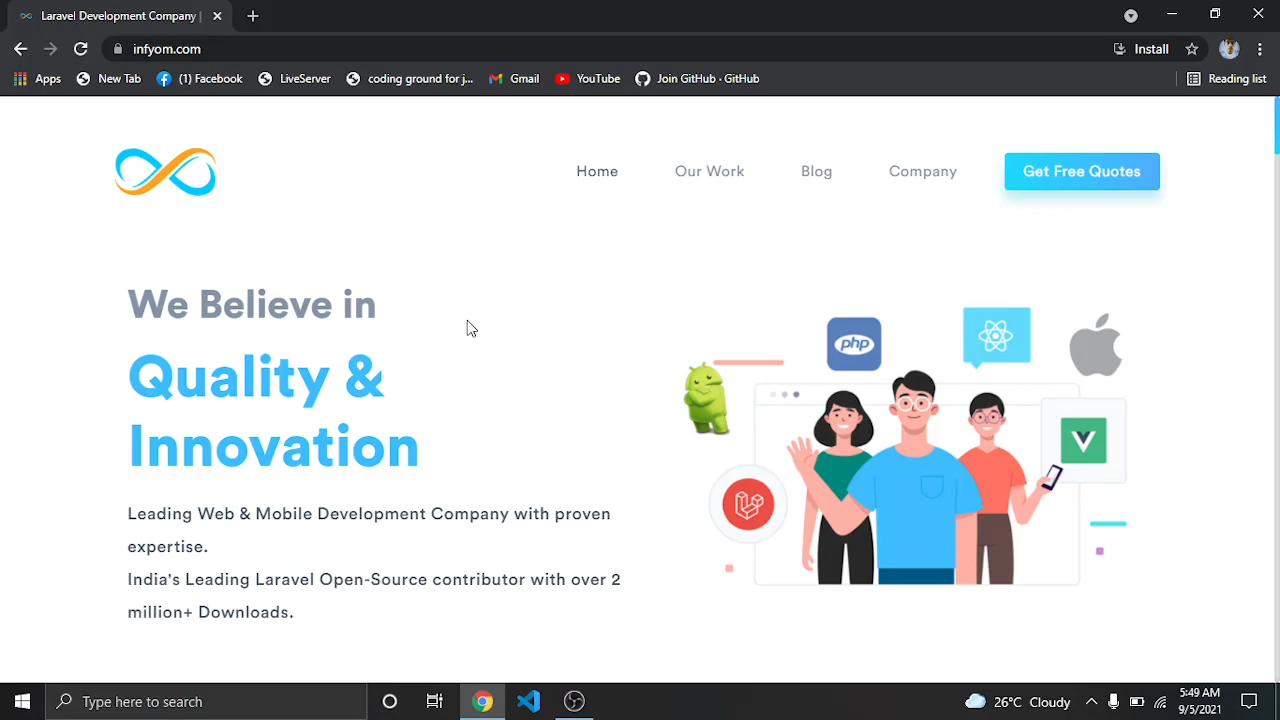 Laravel Development Company |
infyom.com
Install
Apps
New Tab
(1) Facebook
LiveServer
coding ground for j...
Gmail
YouTube
Join GitHub · GitHub
Reading list
Home
Our Work
Blog
Company
Get Free Quotes
We Believe in
Quality &
Innovation
Leading Web & Mobile Development Company with proven
expertise.
India's Leading Laravel Open-Source contributor with over 2
million+ Downloads.
php
Type here to search
26°C Cloudy
3:49 AM
9/5/2021